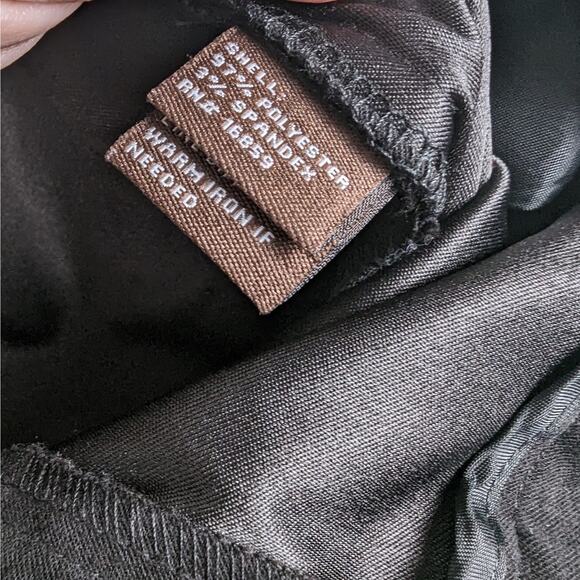 SHELL:
97% POLYESTER
3% SPANDEX
RN# 16859
WARM IRON IF
NEEDED